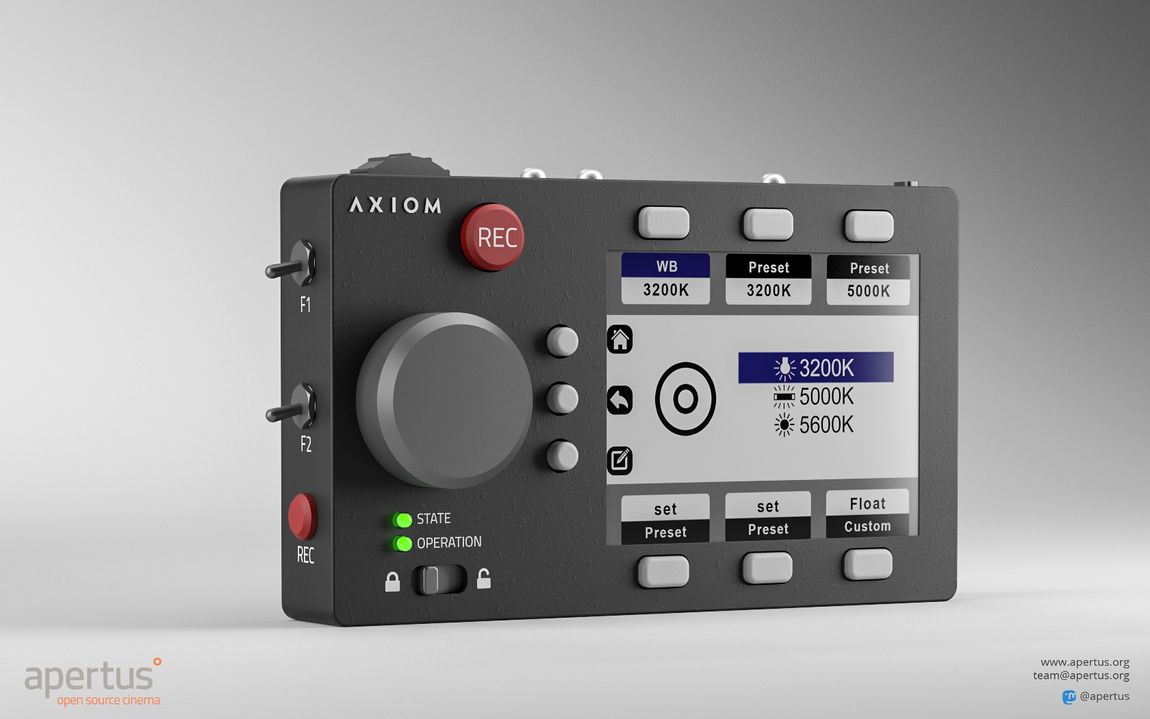 AXIOM
REC
F1
F2
REC
STATE
OPERATION
WB
3200K
Preset
3200K
Preset
5000K
3200K
5000K
5600K
set
Preset
set
Preset
Float
Custom
apertus°
open source cinema
www.apertus.org
team@apertus.org
@apertus